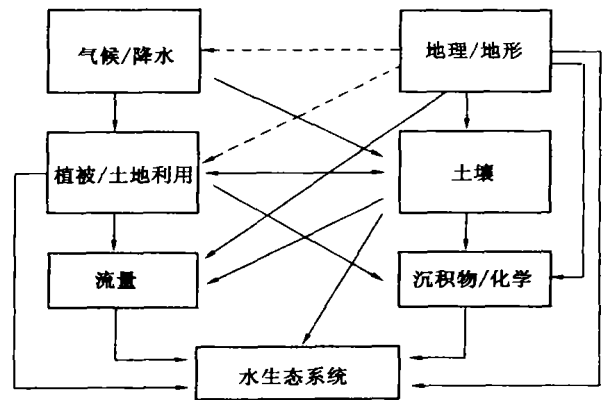 气候/降水
地理/地形
植被/土地利用
土壤
流量
沉积物/化学
水生态系统